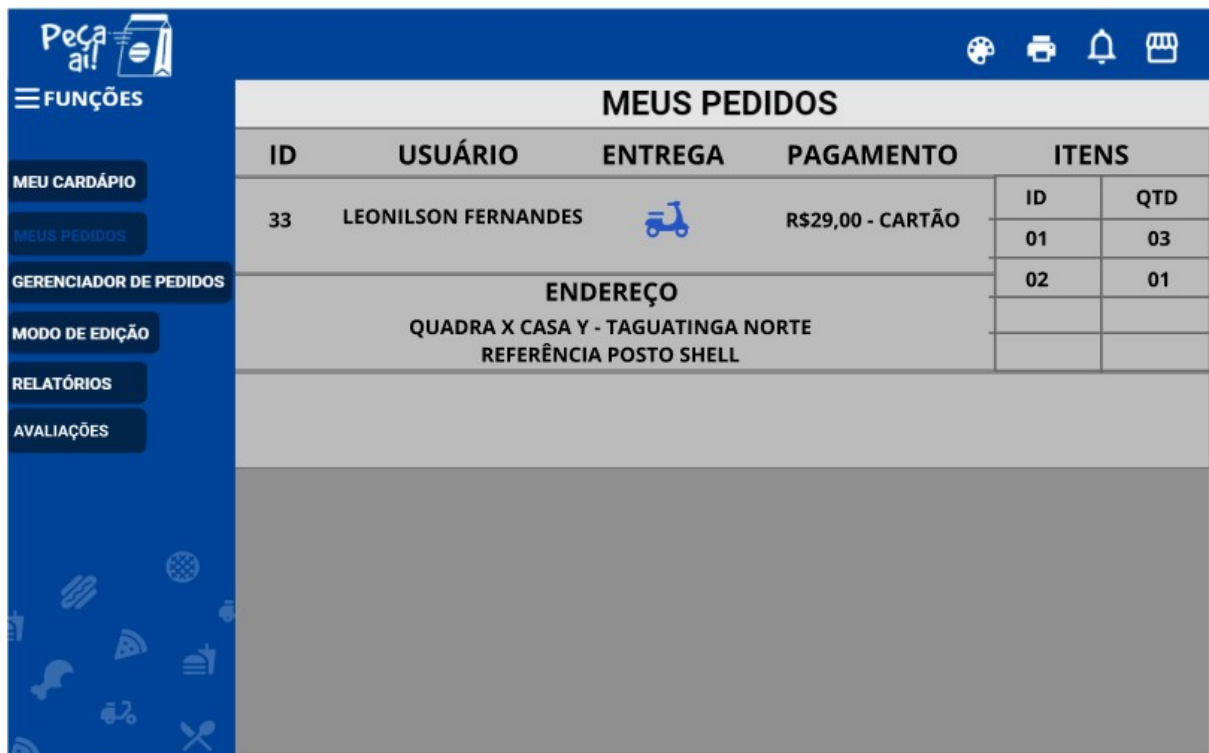 Peça
aí!
FUNÇÕES
MEU CARDÁPIO
MEUS PEDIDOS
GERENCIADOR DE PEDIDOS
MODO DE EDIÇÃO
RELATÓRIOS
AVALIAÇÕES
MEUS PEDIDOS
ID USUÁRIO ENTREGA PAGAMENTO ITENS
33 LEONILSON FERNANDES R$29,00 - CARTÃO
ID QTD
01 03
02 01
ENDEREÇO
QUADRA X CASA Y - TAGUATINGA NORTE
REFERÊNCIA POSTO SHELL